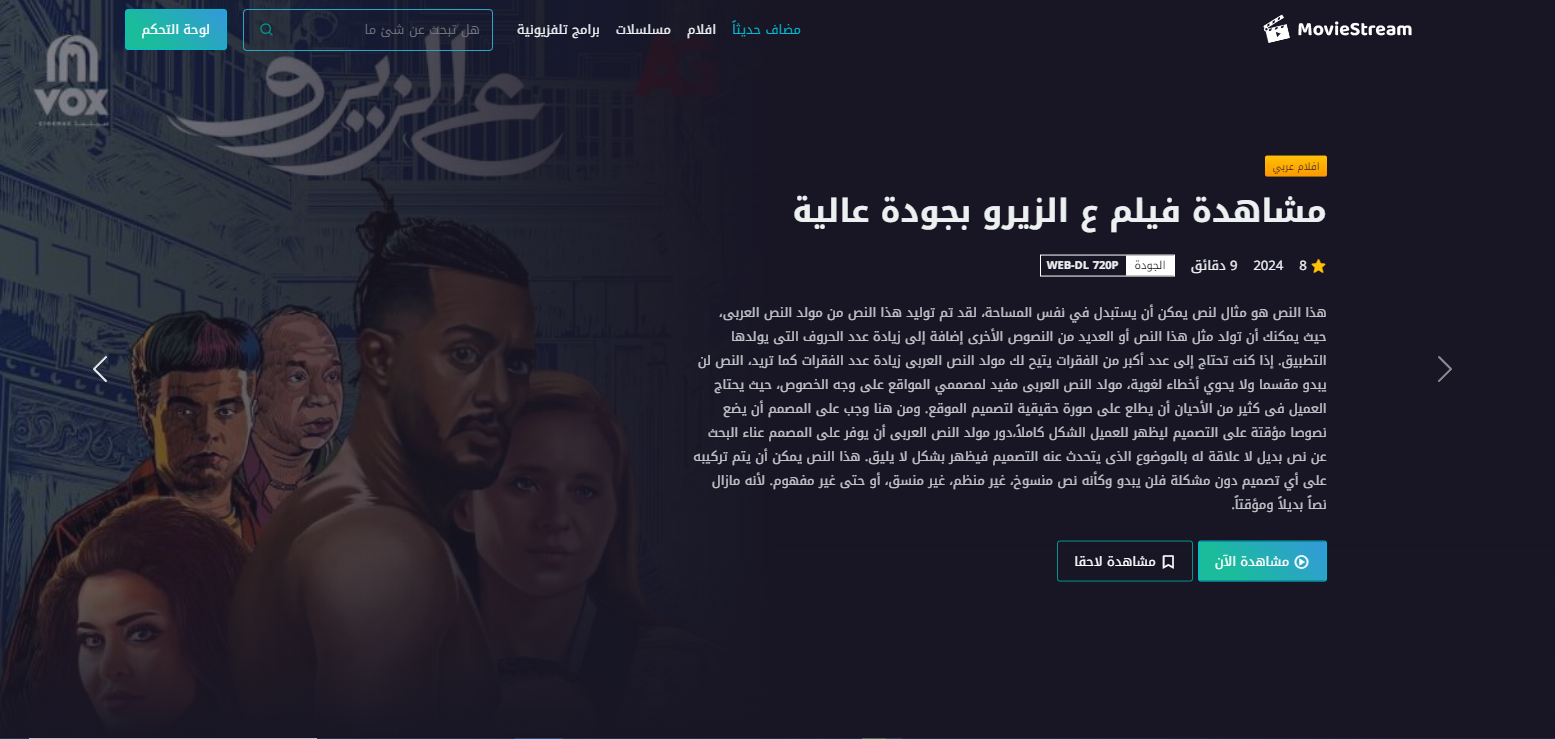 MovieStream
مضاف حديثاً
افلام
مسلسلات
برامج تلفزيونية
هل تبحث عن شئ ما
لوحة التحكم
VOX
CINEMAS سينما
ع الزيرو
AG
افلام عربي
مشاهدة فيلم ع الزيرو بجودة عالية
8 2024 9 دقائق الجودة WEB-DL 720P
هذا النص هو مثال لنص يمكن أن يستبدل في نفس المساحة، لقد تم توليد هذا النص من مولد النص العربى،
حيث يمكنك أن تولد مثل هذا النص أو العديد من النصوص الأخرى إضافة إلى زيادة عدد الحروف التى يولدها
التطبيق. إذا كنت تحتاج إلى عدد أكبر من الفقرات يتيح لك مولد النص العربى زيادة عدد الفقرات كما تريد، النص لن
يبدو مقسما ولا يحوي أخطاء لغوية، مولد النص العربى مفيد لمصممي المواقع على وجه الخصوص، حيث يحتاج
العميل فى كثير من الأحيان أن يطلع على صورة حقيقية لتصميم الموقع. ومن هنا وجب على المصمم أن يضع
نصوصا مؤقتة على التصميم ليظهر للعميل الشكل كاملاً،دور مولد النص العربى أن يوفر على المصمم عناء البحث
عن نص بديل لا علاقة له بالموضوع الذى يتحدث عنه التصميم فيظهر بشكل لا يليق. هذا النص يمكن أن يتم تركيبه
على أي تصميم دون مشكلة فلن يبدو وكأنه نص منسوخ، غير منظم، غير منسق، أو حتى غير مفهوم. لأنه مازال
نصاً بديلاً ومؤقتاً.
مشاهدة الآن
مشاهدة لاحقا